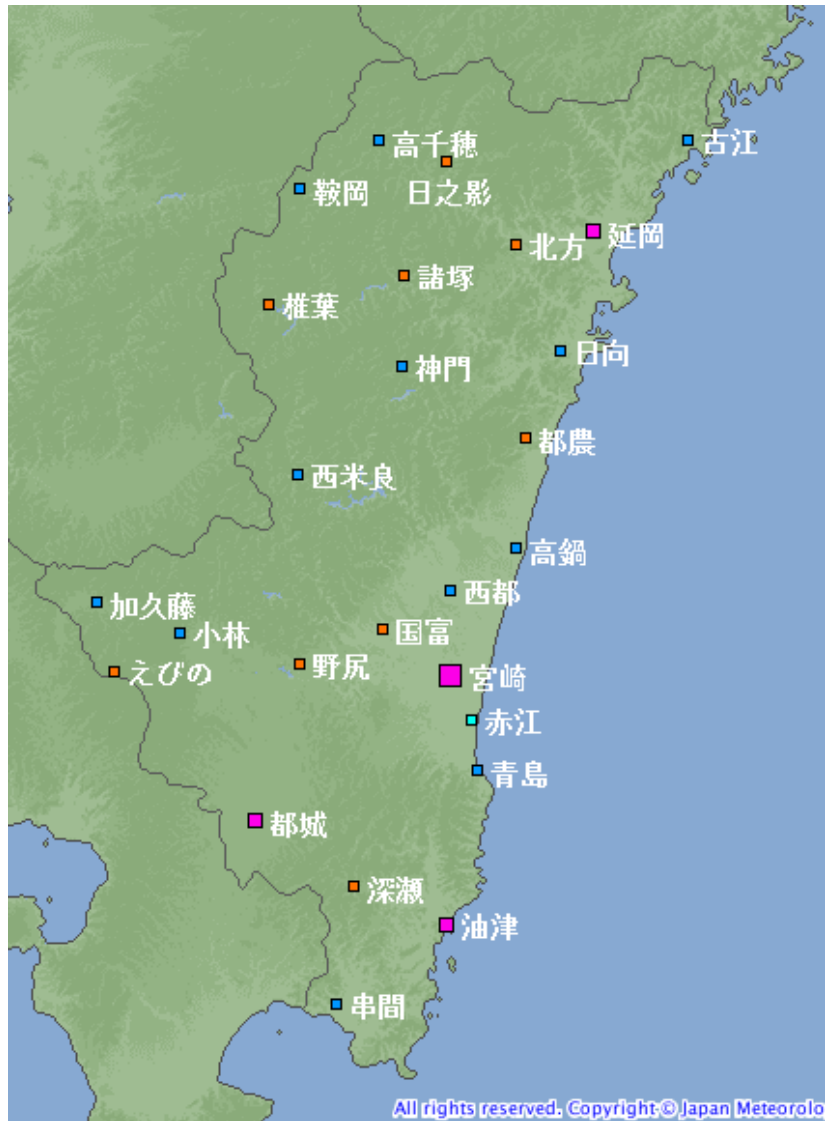 高千穂
古江
鞍岡
日之影
延岡
北方
諸塚
椎葉
日向
神門
都農
西米良
高鍋
西都
加久藤
小林
国富
えびの
野尻
宮崎
赤江
青島
都城
深瀬
油津
串間
All rights reserved. Copyright © Japan Meteorolo